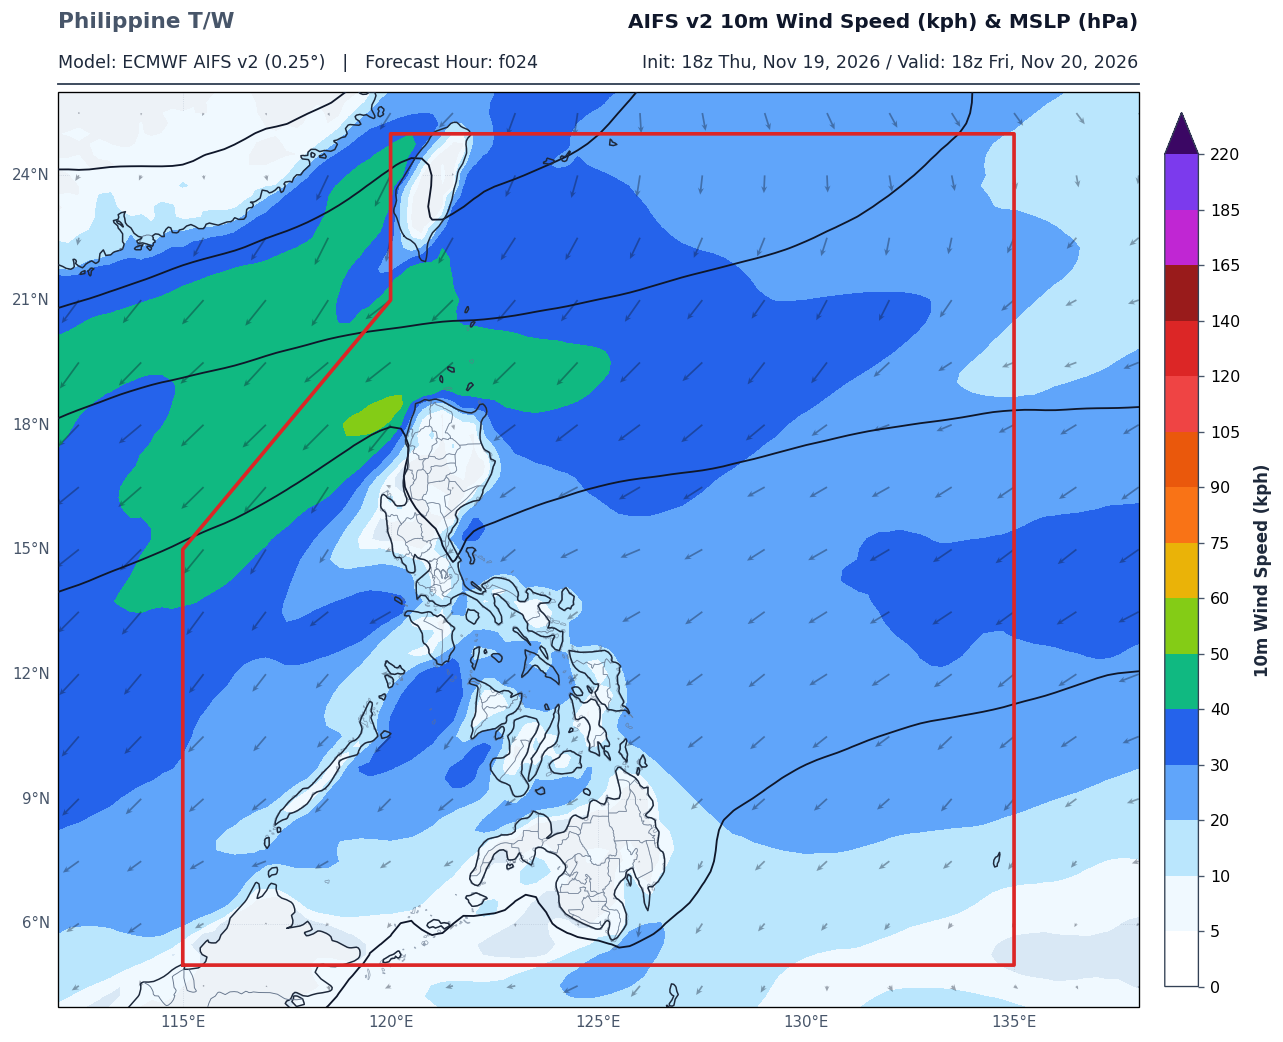 Philippine T/W
AIFS v2 10m Wind Speed (kph) & MSLP (hPa)
Model: ECMWF AIFS v2 (0.25°) | Forecast Hour: f024
Init: 18z Thu, Nov 19, 2026 / Valid: 18z Fri, Nov 20, 2026
24°N
21°N
18°N
15°N
12°N
9°N
6°N
115°E
120°E
125°E
130°E
135°E
220
185
165
140
120
105
90
75
60
50
40
30
20
10
5
0
10m Wind Speed (kph)